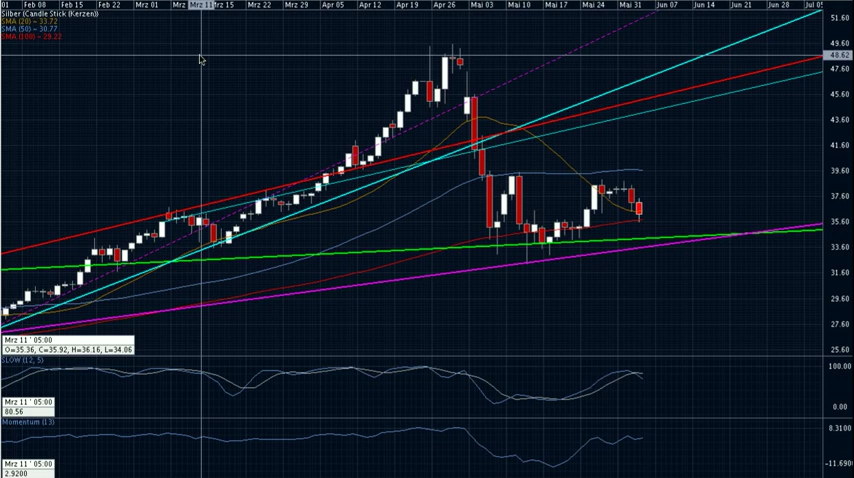 01 Feb 08 Feb 15 Feb 22 Mrz 01 Mrz Mrz 11 Mrz 15 Mrz 22 Mrz 29 Apr 05 Apr 12 Apr 19 Apr 26 Mai 03 Mai 10 Mai 17 Mai 24 Mai 31 Jun 07 Jun 14 Jun 21 Jun 28 Jul 05
Silber (Candle Stick (Kerzen))
SMA (20) = 33.72
SMA (50) = 30.77
SMA (100) = 29.22
51.60
49.60
48.62
47.60
45.60
43.60
41.60
39.60
37.60
35.60
33.60
31.60
29.60
27.60
25.60
Mrz 11 ' 05:00
O=35.36, C=35.92, H=36.16, L=34.06
SLOW (12, 5)
100.00
0.00
Mrz 11 ' 05:00
80.56
Momentum (13)
8.3100
-11.6900
Mrz 11 ' 05:00
2.9200